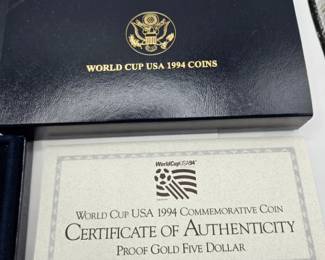 WORLD CUP USA 1994 COINS
WorldCupUSA94
WORLD CUP USA 1994 COMMEMORATIVE COIN
CERTIFICATE OF AUTHENTICITY
PROOF GOLD FIVE DOLLAR